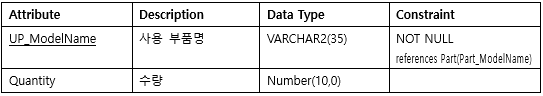 Attribute Description Data Type Constraint
UP_ModelName 사용 부품명 VARCHAR2(35) NOT NULL
references Part(Part_ModelName)
Quantity 수량 Number(10,0)